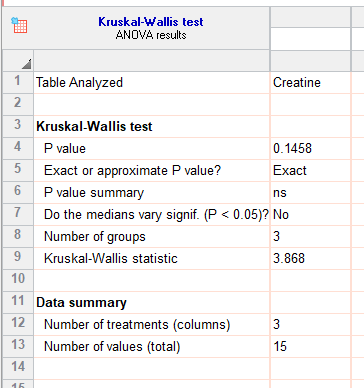 Kruskal-Wallis test
ANOVA results
1 Table Analyzed Creatine
2
3 Kruskal-Wallis test
4 P value 0.1458
5 Exact or approximate P value? Exact
6 P value summary ns
7 Do the medians vary signif. (P < 0.05)? No
8 Number of groups 3
9 Kruskal-Wallis statistic 3.868
10
11 Data summary
12 Number of treatments (columns) 3
13 Number of values (total) 15
14
15